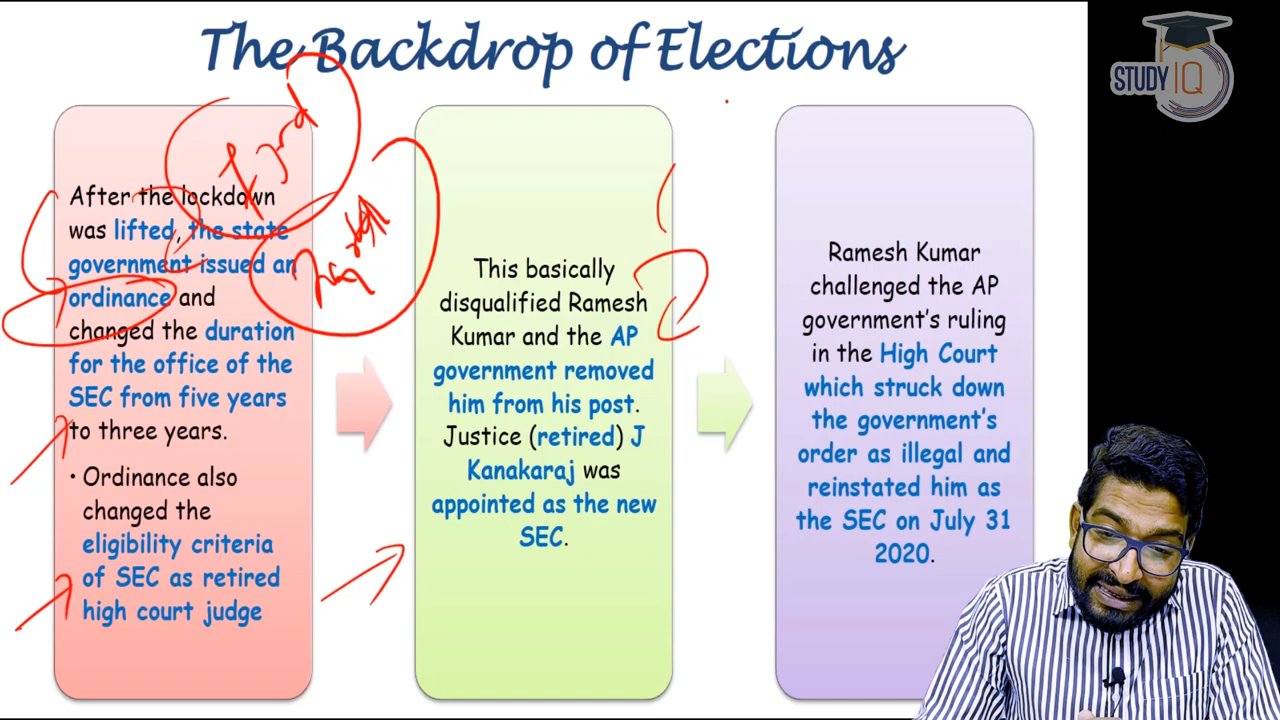 The Backdrop of Elections
STUDY IQ
After the lockdown
was lifted, the state
government issued an
ordinance and
changed the duration
for the office of the
SEC from five years
to three years.
• Ordinance also
changed the
eligibility criteria
of SEC as retired
high court judge
This basically
disqualified Ramesh
Kumar and the AP
government removed
him from his post.
Justice (retired) J
Kanakaraj was
appointed as the new
SEC.
Ramesh Kumar
challenged the AP
government's ruling
in the High Court
which struck down
the government's
order as illegal and
reinstated him as
the SEC on July 31
2020.